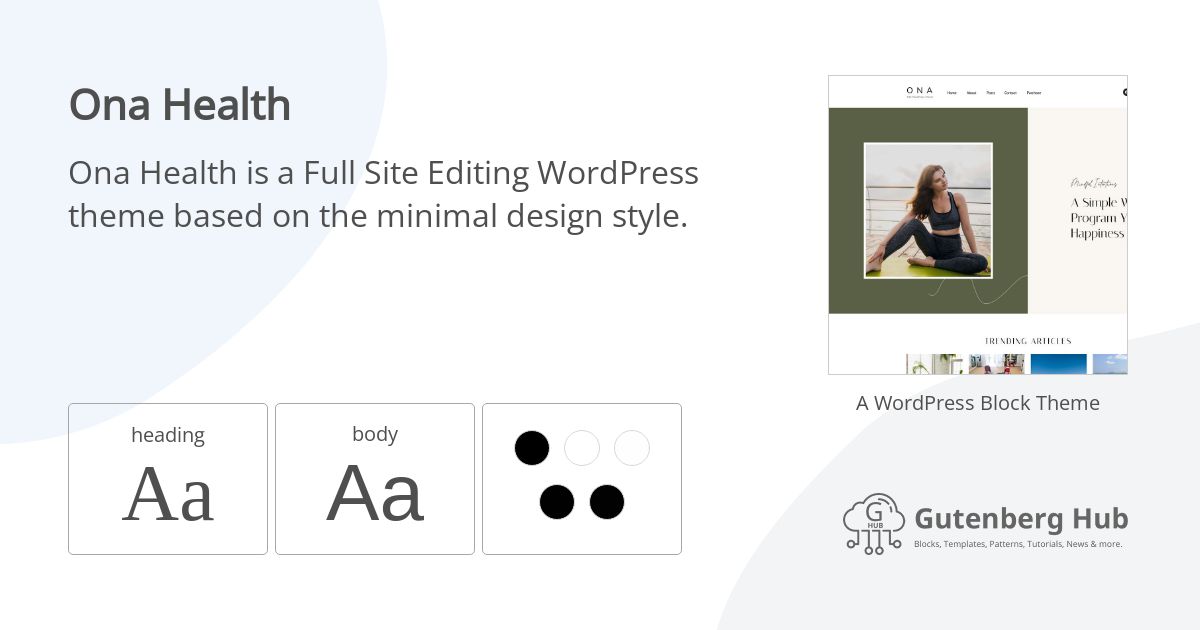 Ona Health
Ona Health is a Full Site Editing WordPress
theme based on the minimal design style.
heading
Aa
body
Aa
ONA
Home About Posts Contact Purchase
Mindful Intentions
A Simple W
Program Y
Happiness
TRENDING ARTICLES
A WordPress Block Theme
G
HUB
Gutenberg Hub
Blocks, Templates, Patterns, Tutorials, News & more.